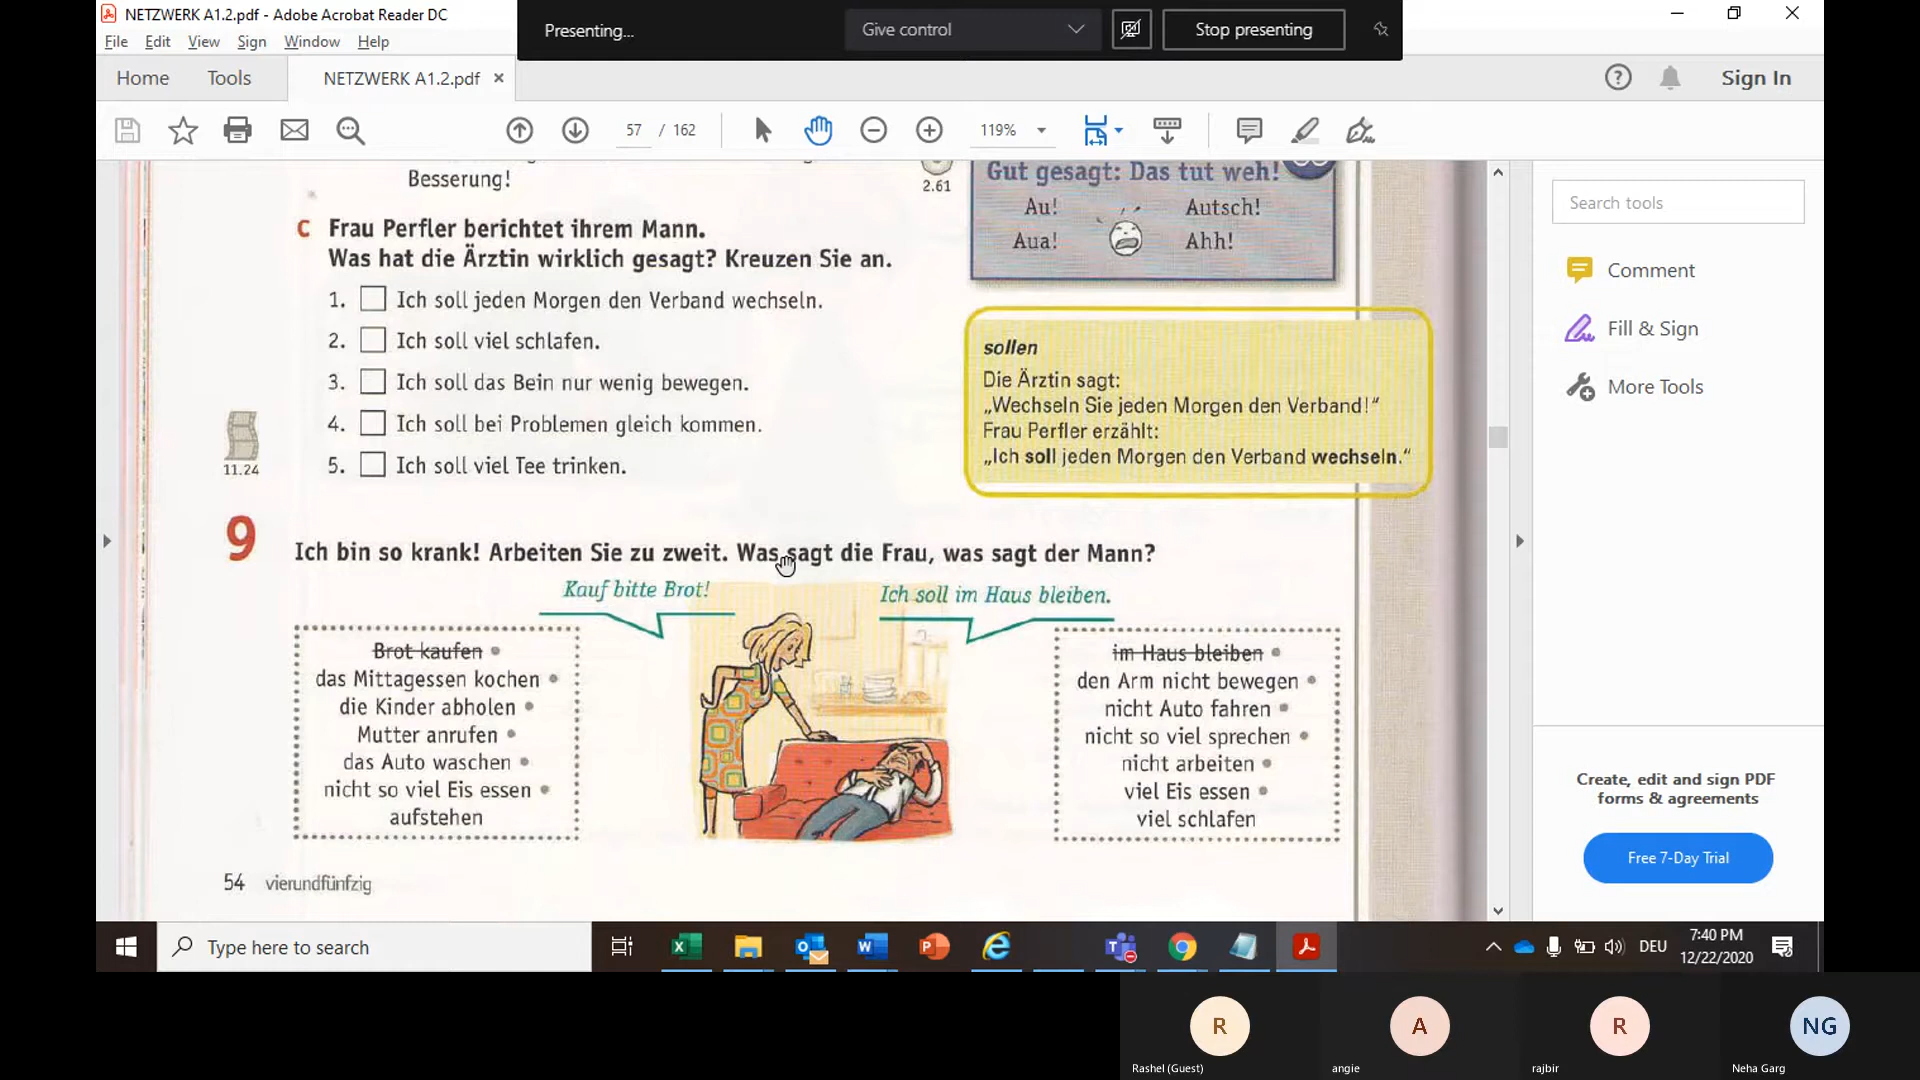 NETZWERK A1.2.pdf - Adobe Acrobat Reader DC
File Edit View Sign Window Help
Presenting...
Give control
Stop presenting
Home Tools NETZWERK A1.2.pdf ×
Sign In
57 / 162
119%
Besserung!
2.61
Gut gesagt: Das tut weh!
Au! Autsch!
Aua! Ahh!
C Frau Perfler berichtet ihrem Mann.
Was hat die Ärztin wirklich gesagt? Kreuzen Sie an.
1. Ich soll jeden Morgen den Verband wechseln.
2. Ich soll viel schlafen.
3. Ich soll das Bein nur wenig bewegen.
4. Ich soll bei Problemen gleich kommen.
5. Ich soll viel Tee trinken.
11.24
sollen
Die Ärztin sagt:
„Wechseln Sie jeden Morgen den Verband!“
Frau Perfler erzählt:
„Ich soll jeden Morgen den Verband wechseln.“
9 Ich bin so krank! Arbeiten Sie zu zweit. Was sagt die Frau, was sagt der Mann?
Kauf bitte Brot!
Ich soll im Haus bleiben.
Brot kaufen •
das Mittagessen kochen •
die Kinder abholen •
Mutter anrufen •
das Auto waschen •
nicht so viel Eis essen •
aufstehen
im Haus bleiben •
den Arm nicht bewegen •
nicht Auto fahren •
nicht so viel sprechen •
nicht arbeiten •
viel Eis essen •
viel schlafen
54 vierundfünfzig
Search tools
Comment
Fill & Sign
More Tools
Create, edit and sign PDF
forms & agreements
Free 7-Day Trial
Type here to search
DEU
7:40 PM
12/22/2020
R A R NG
Rashel (Guest) angie rajbir Neha Garg